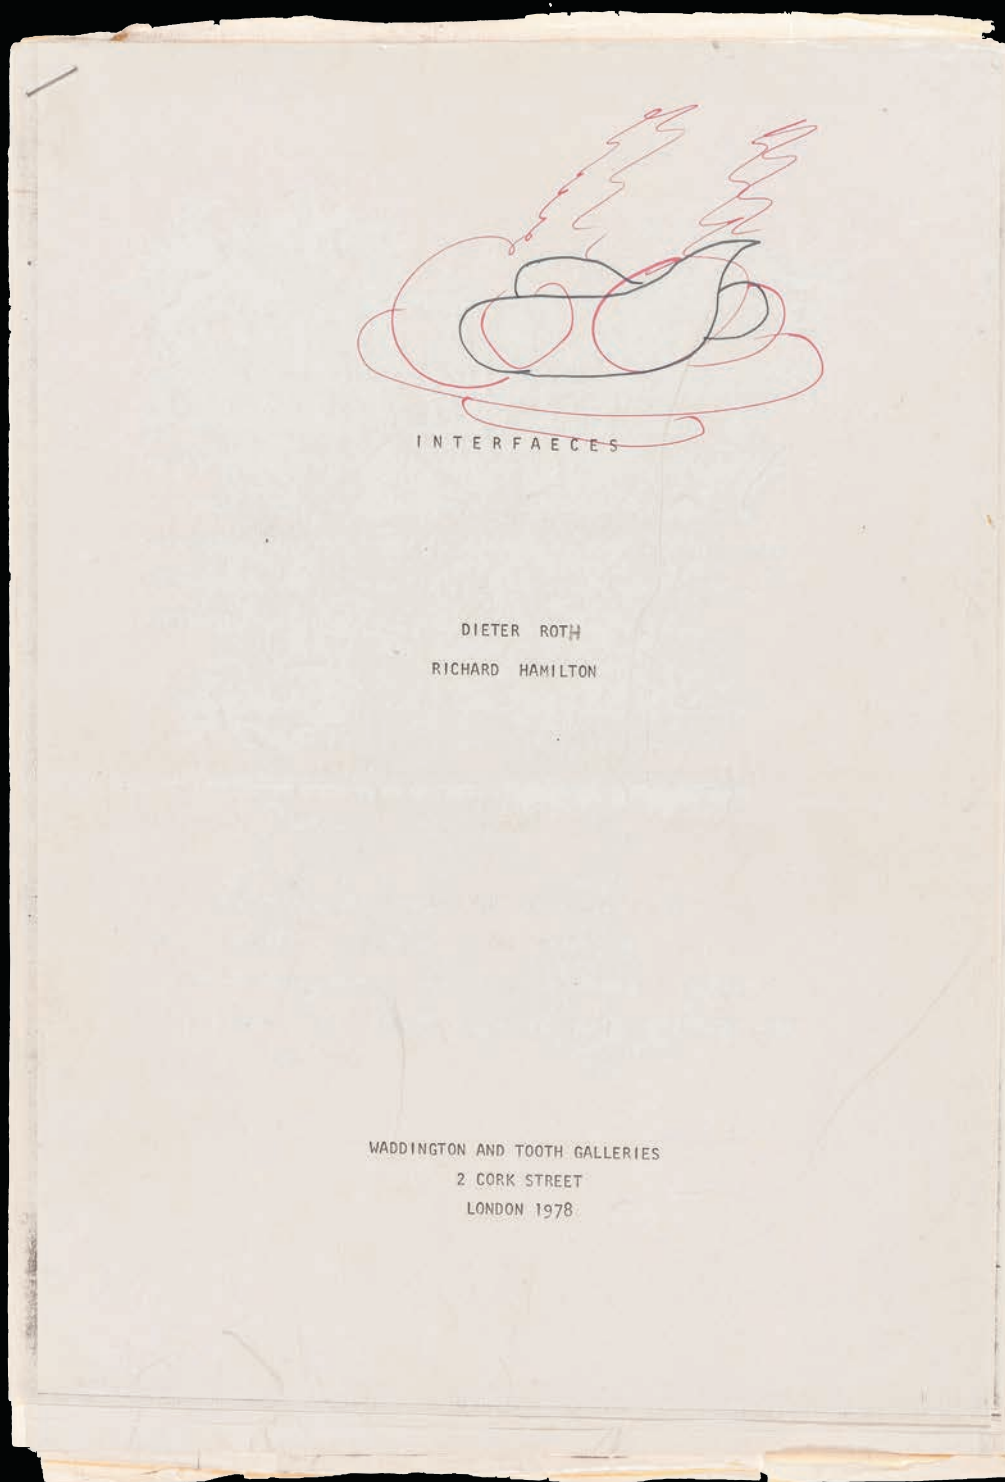 INTERFAECES
DIETER ROTH
RICHARD HAMILTON
WADDINGTON AND TOOTH GALLERIES
2 CORK STREET
LONDON 1978